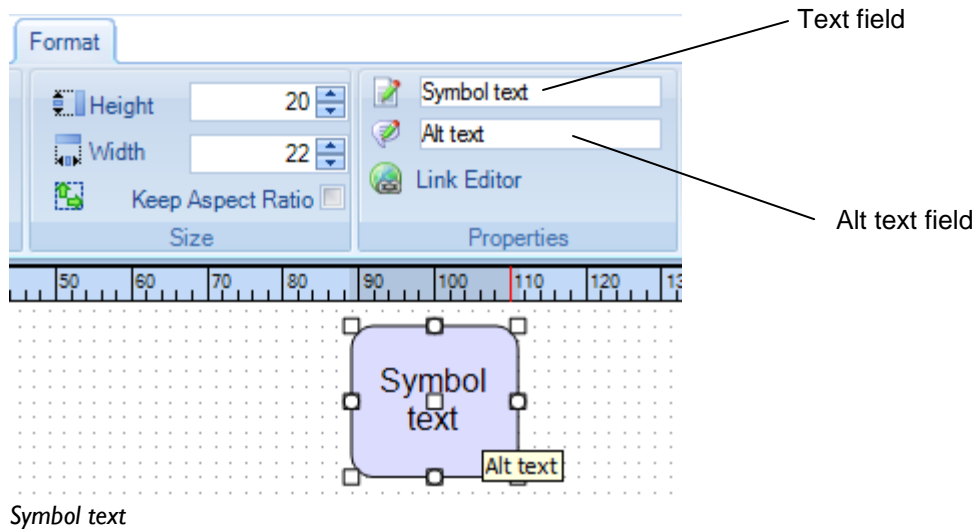 Text field
Format
Height 20
Symbol text
Width 22
Alt text
Keep Aspect Ratio
Link Editor
Alt text field
Size
Properties
50 60 70 80 90 100 110 120 13
Symbol
text
Alt text
Symbol text